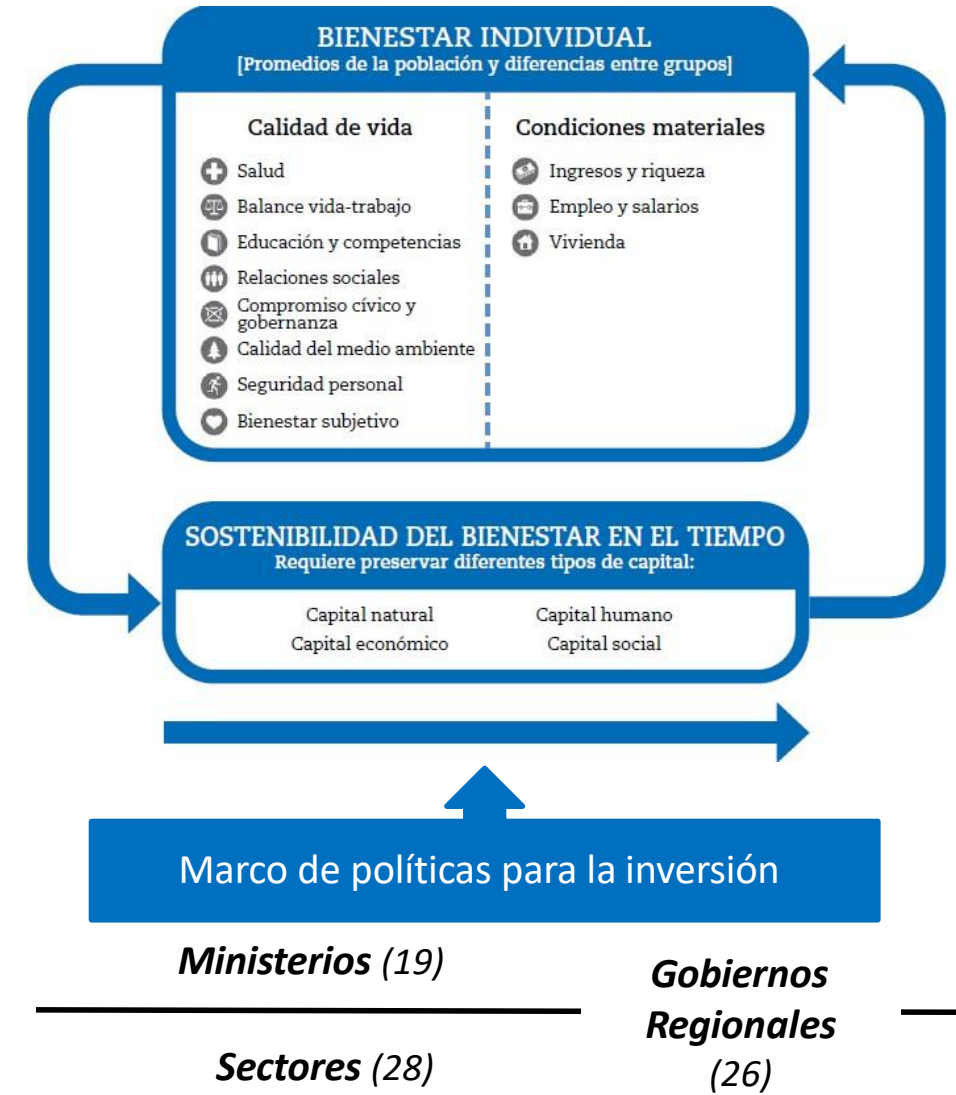 BIENESTAR INDIVIDUAL
[Promedios de la población y diferencias entre grupos]
Calidad de vida
Salud
Balance vida-trabajo
Educación y competencias
Relaciones sociales
Compromiso cívico y
gobernanza
Calidad del medio ambiente
Seguridad personal
Bienestar subjetivo
Condiciones materiales
Ingresos y riqueza
Empleo y salarios
Vivienda
SOSTENIBILIDAD DEL BIENESTAR EN EL TIEMPO
Requiere preservar diferentes tipos de capital:
Capital natural
Capital humano
Capital económico
Capital social
Marco de políticas para la inversión
Ministerios (19)
Sectores (28)
Gobiernos
Regionales
(26)